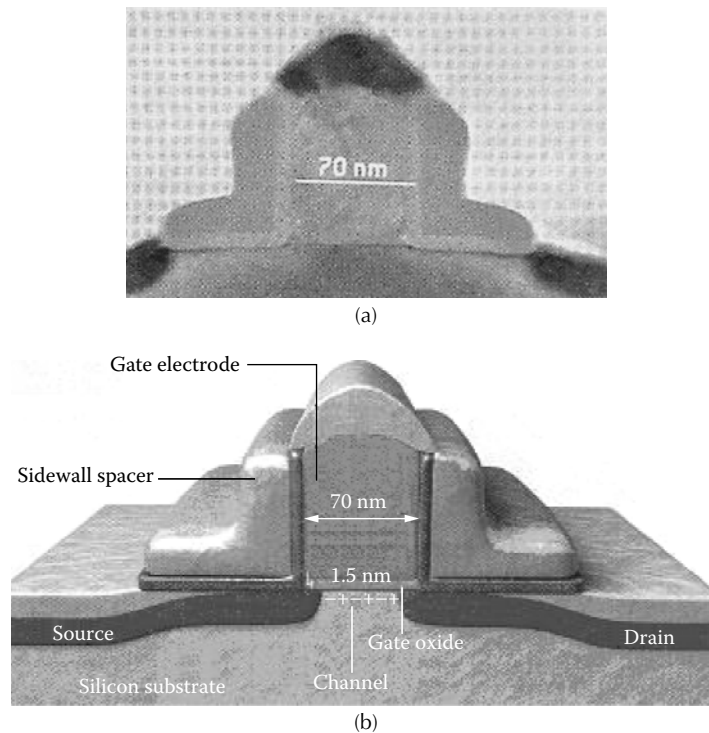 70 nm
(a)
Gate electrode
Sidewall spacer
70 nm
1.5 nm
Gate oxide
Source
Drain
Channel
Silicon substrate
(b)